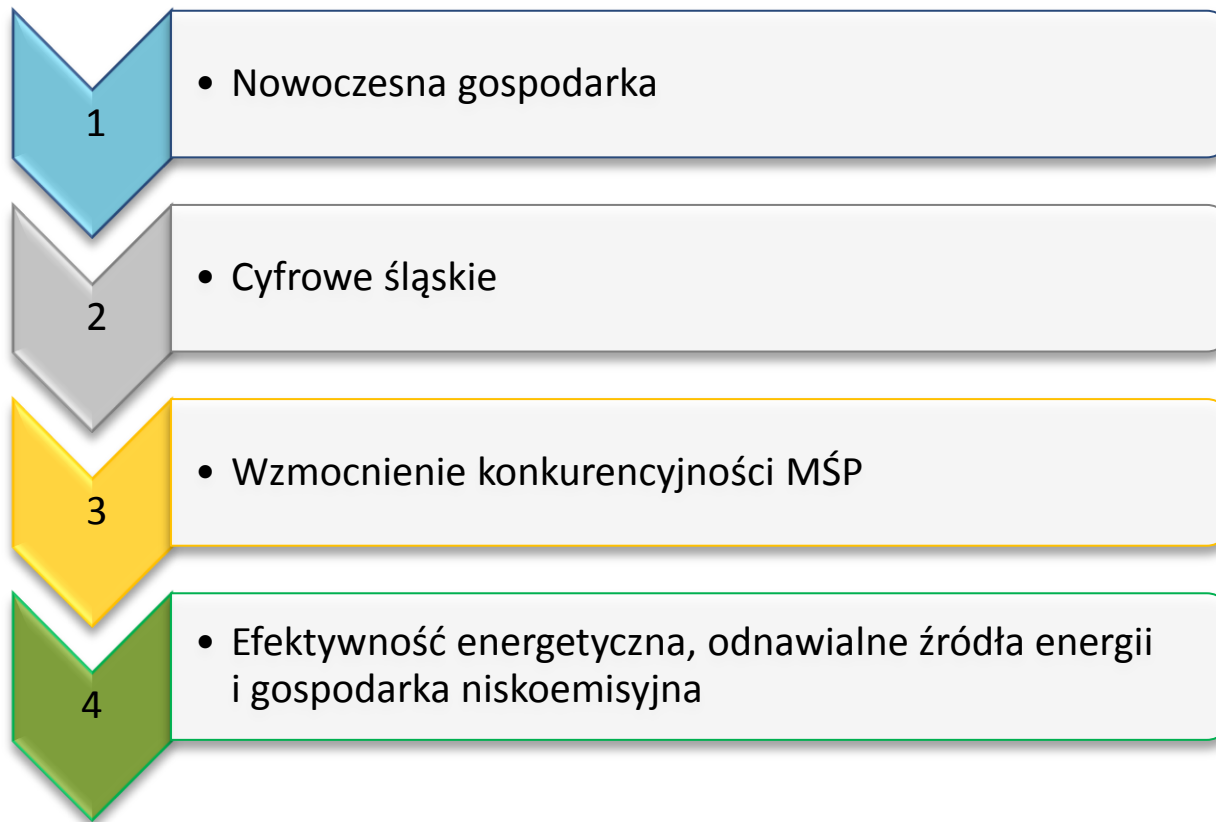 1
• Nowoczesna gospodarka
2
• Cyfrowe śląskie
3
• Wzmocnienie konkurencyjności MŚP
4
• Efektywność energetyczna, odnawialne źródła energii
i gospodarka niskoemisyjna